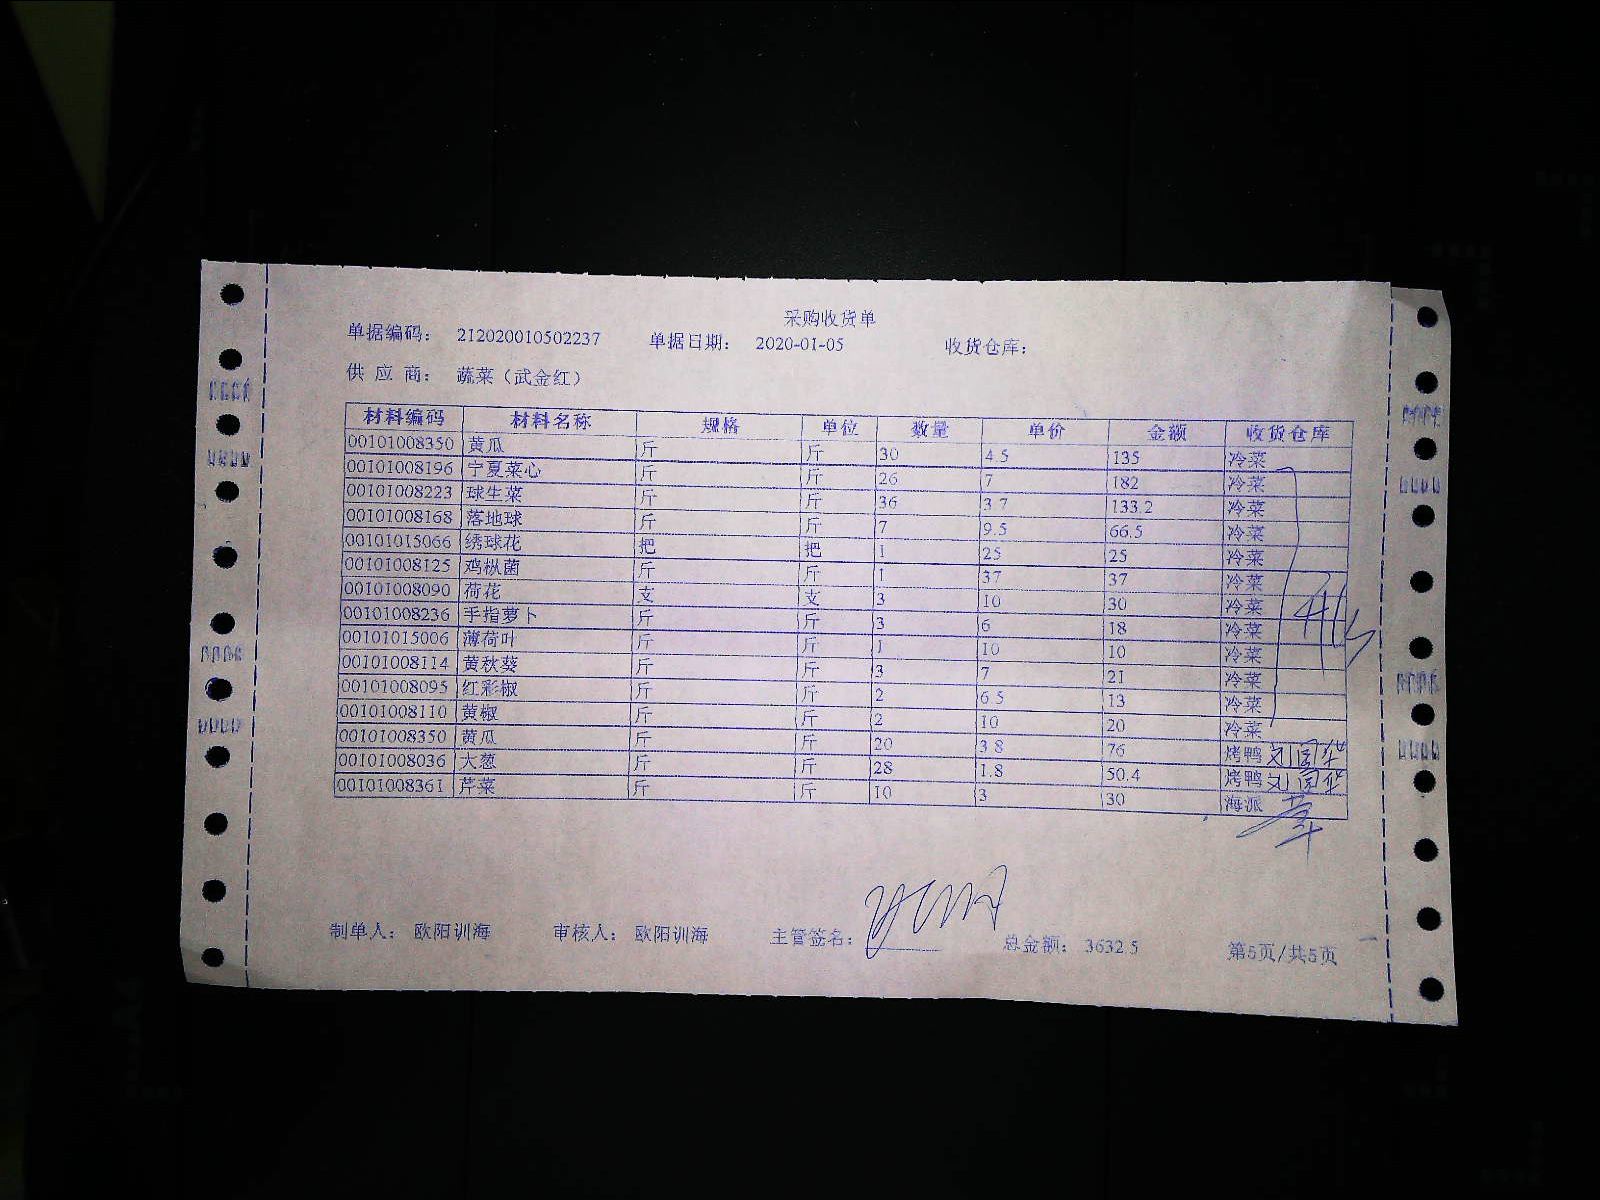 采购收货单
单据编码： 212020010502237 单据日期： 2020-01-05 收货仓库：
供 应 商： 蔬菜（武金红）
材料编码 材料名称 规格 单位 数量 单价 金额 收货仓库
00101008350 黄瓜 斤 斤 30 4.5 135 冷菜
00101008196 宁夏菜心 斤 斤 26 7 182 冷菜
00101008223 球生菜 斤 斤 36 3.7 133.2 冷菜
00101008168 落地球 斤 斤 7 9.5 66.5 冷菜
00101015066 绣球花 把 把 1 25 25 冷菜
00101008125 鸡枞菌 斤 斤 1 37 37 冷菜
00101008090 荷花 支 支 3 10 30 冷菜
00101008236 手指萝卜 斤 斤 3 6 18 冷菜
00101015006 薄荷叶 斤 斤 1 10 10 冷菜
00101008114 黄秋葵 斤 斤 3 7 21 冷菜
00101008095 红彩椒 斤 斤 2 6.5 13 冷菜
00101008110 黄椒 斤 斤 2 10 20 冷菜
00101008350 黄瓜 斤 斤 20 3.8 76 烤鸭 刘国华
00101008036 大葱 斤 斤 28 1.8 50.4 烤鸭 刘国华
00101008361 芹菜 斤 斤 10 3 30 海派
制单人： 欧阳训海 审核人： 欧阳训海 主管签名： 总金额： 3632.5 第5页/共5页